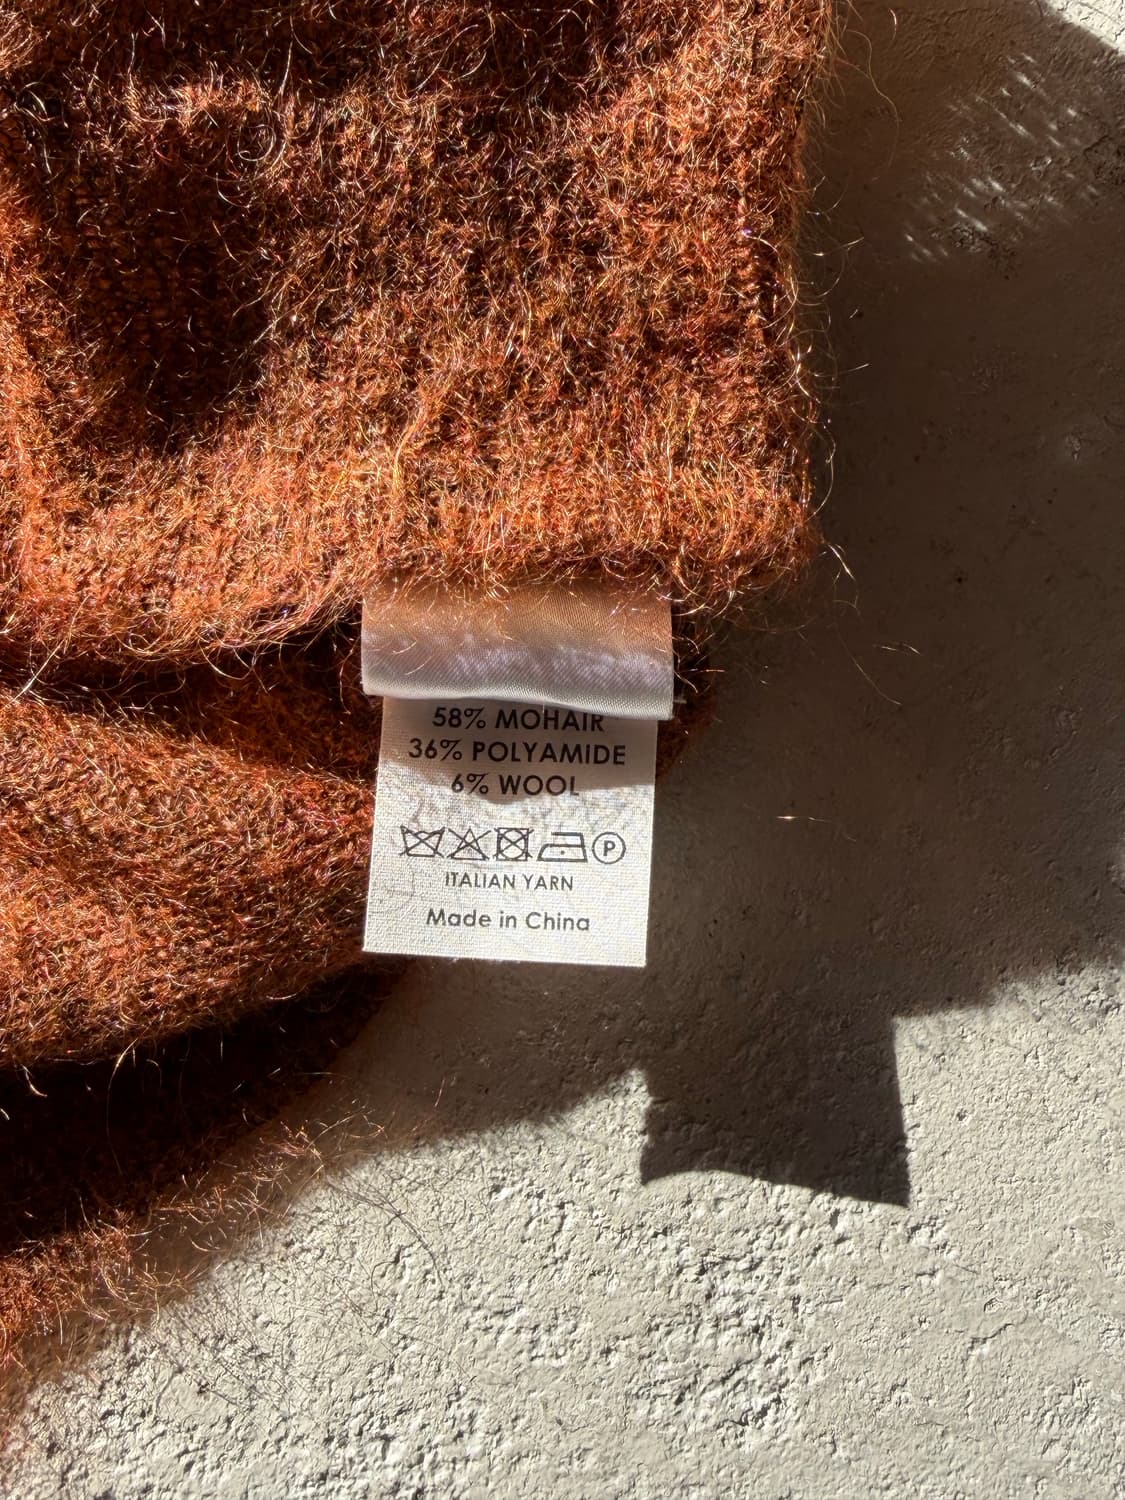 58% MOHAIR
36% POLYAMIDE
6% WOOL
P
ITALIAN YARN
Made in China